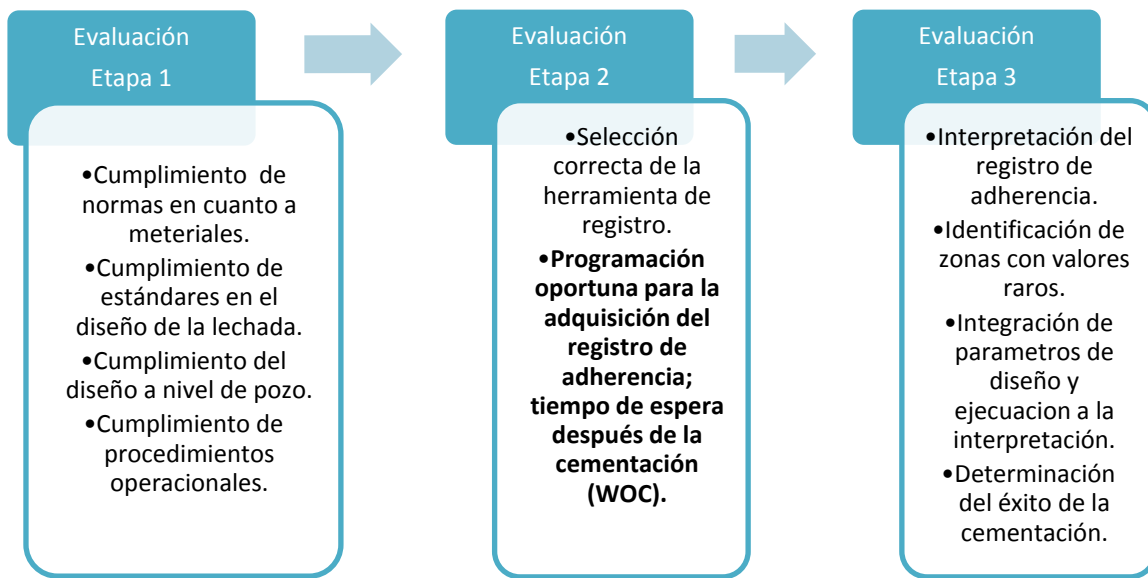 Evaluación
Etapa 1
•Cumplimiento de
normas en cuanto a
meteriales.
•Cumplimiento de
estándares en el
diseño de la lechada.
•Cumplimiento del
diseño a nivel de pozo.
•Cumplimiento de
procedimientos
operacionales.
Evaluación
Etapa 2
•Selección
correcta de la
herramienta de
registro.
•Programación
oportuna para la
adquisición del
registro de
adherencia;
tiempo de espera
después de la
cementación
(WOC).
Evaluación
Etapa 3
•Interpretación del
registro de
adherencia.
•Identificación de
zonas con valores
raros.
•Integración de
parametros de
diseño y
ejecuacion a la
interpretación.
•Determinación
del éxito de la
cementación.